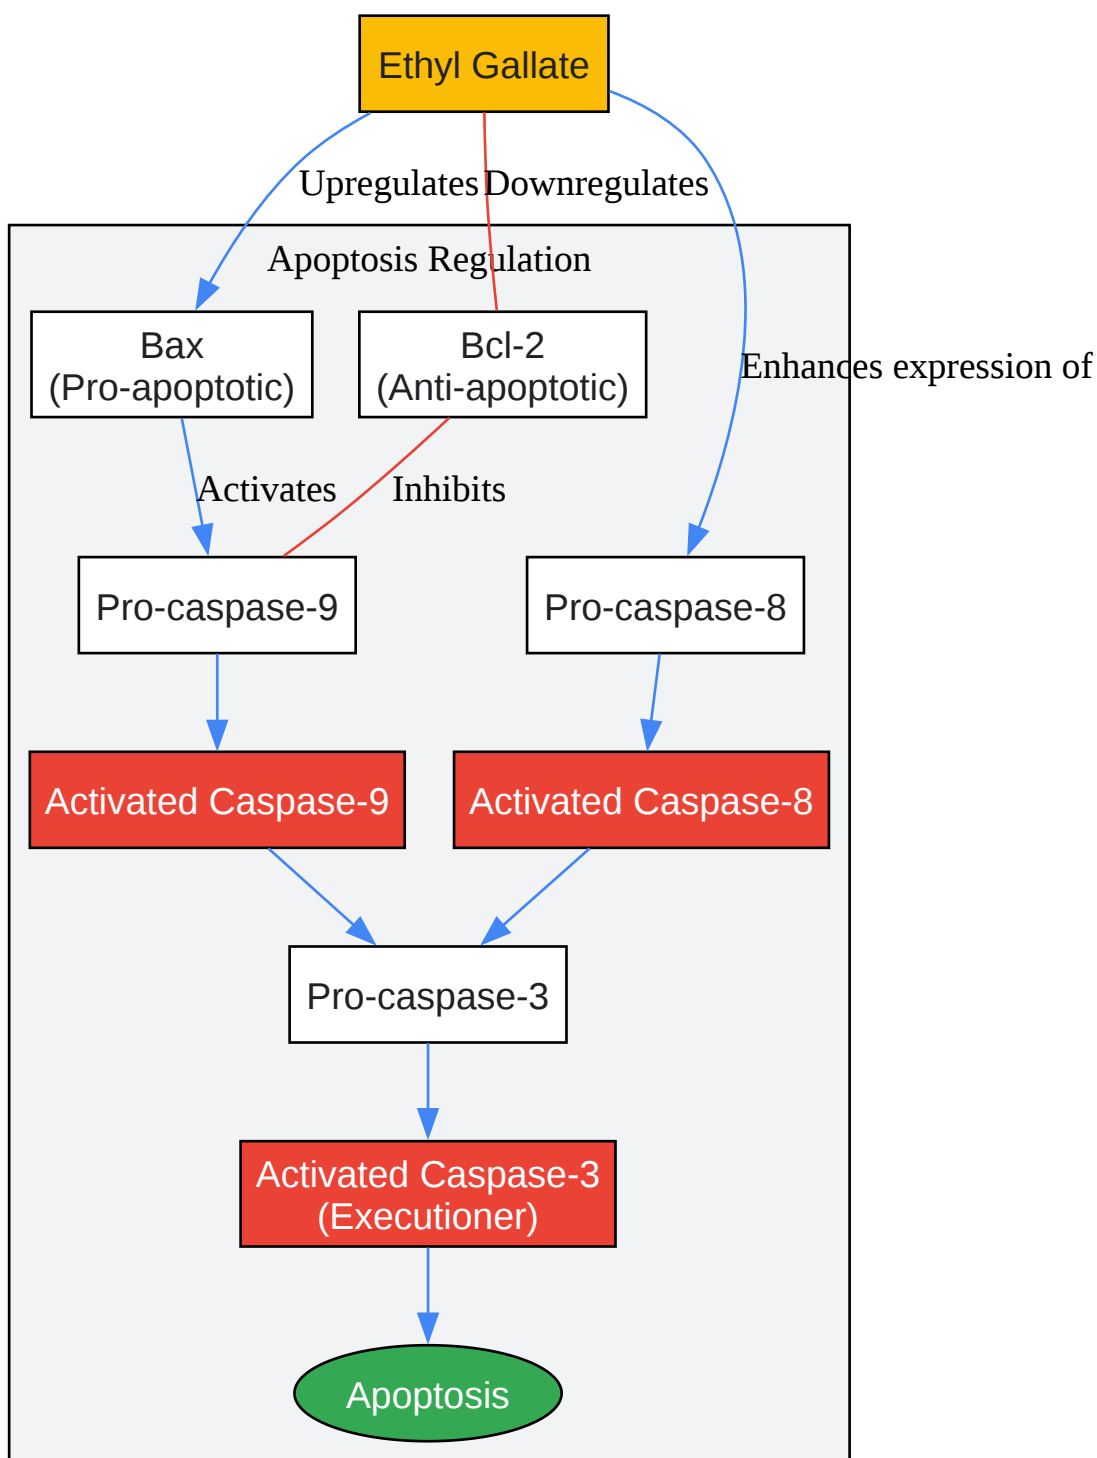 Ethyl Gallate
Upregulates
Downregulates
Apoptosis Regulation
Bax
(Pro-apoptotic)
Bcl-2
(Anti-apoptotic)
Enhances expression of
Activates
Inhibits
Pro-caspase-9
Pro-caspase-8
Activated Caspase-9
Activated Caspase-8
Pro-caspase-3
Activated Caspase-3
(Executioner)
Apoptosis